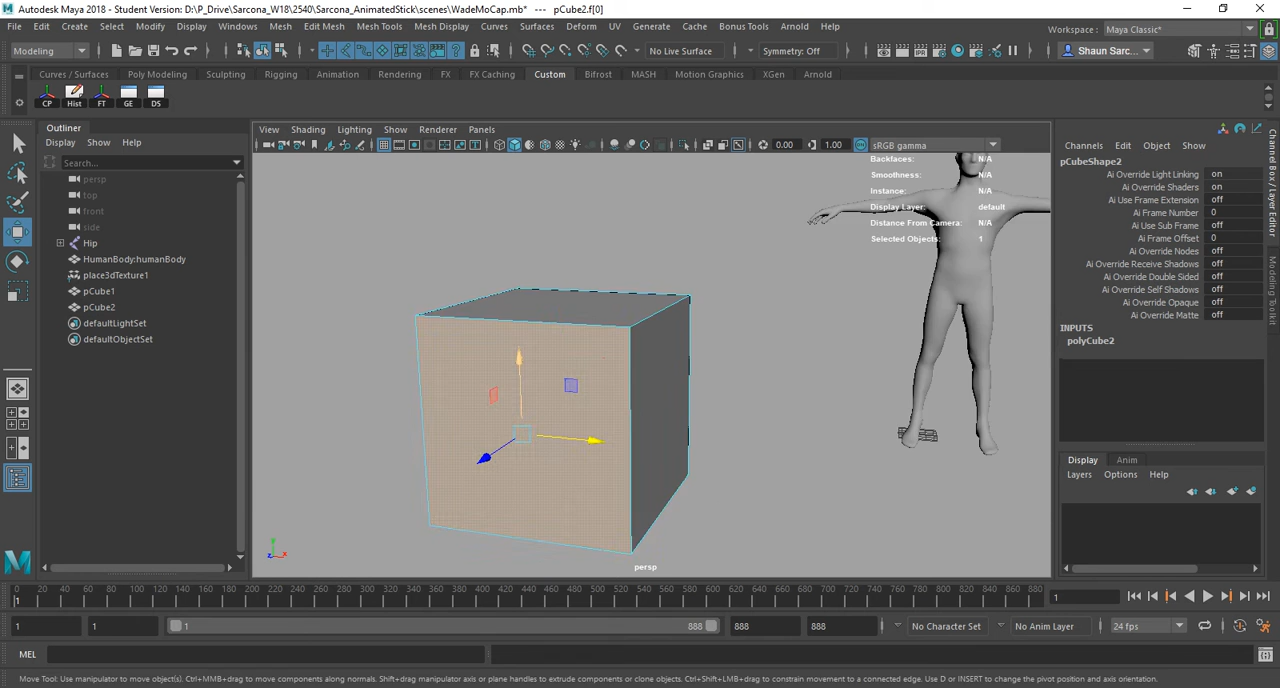 Autodesk Maya 2018 - Student Version: D:\P_Drive\Sarcona_W18\2540\Sarcona_AnimatedStick\scenes\WadeMoCap.mb* --- pCube2.f[0]
File Edit Create Select Modify Display Windows Mesh Edit Mesh Mesh Tools Mesh Display Curves Surfaces Deform UV Generate Cache Bonus Tools Arnold Help
Workspace : Maya Classic*
Modeling No Live Surface Symmetry: Off Shaun Sarc...
Curves / Surfaces Poly Modeling Sculpting Rigging Animation Rendering FX FX Caching Custom Bifrost MASH Motion Graphics XGen Arnold
CP Hist FT GE DS
Outliner
Display Show Help
Search...
persp
top
front
side
Hip
HumanBody:humanBody
place3dTexture1
pCube1
pCube2
defaultLightSet
defaultObjectSet
View Shading Lighting Show Renderer Panels
0.00 1.00 sRGB gamma
Backfaces: N/A
Smoothness: N/A
Instance: N/A
Display Layer: default
Distance From Camera: N/A
Selected Objects: 1
y
z x
persp
Channels Edit Object Show
pCubeShape2
Ai Override Light Linking on
Ai Override Shaders on
Ai Use Frame Extension off
Ai Frame Number 0
Ai Use Sub Frame off
Ai Frame Offset 0
Ai Override Nodes off
Ai Override Receive Shadows off
Ai Override Double Sided off
Ai Override Self Shadows off
Ai Override Opaque off
Ai Override Matte off
INPUTS
polyCube2
Display Anim
Layers Options Help
Channel Box / Layer Editor
Modeling Toolkit
0 20 40 60 80 100 120 140 160 180 200 220 240 260 280 300 320 340 360 380 400 420 440 460 480 500 520 540 560 580 600 620 640 660 680 700 720 740 760 780 800 820 840 860 880
1 1
1 1 1 888 888 888 No Character Set No Anim Layer 24 fps
MEL
Move Tool: Use manipulator to move object(s). Ctrl+MMB+drag to move components along normals. Shift+drag manipulator axis or plane handles to extrude components or clone objects. Ctrl+Shift+LMB+drag to constrain movement to a connected edge. Use D or INSERT to change the pivot position and axis orientation.